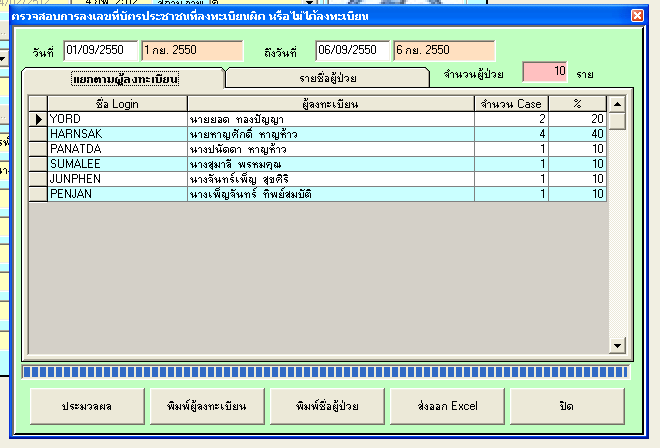 ตรวจสอบการลงเลขที่บัตรประชาชนที่ลงทะเบียนผิด หรือไม่ได้ลงทะเบียน
วันที่ 01/09/2550 1 กย. 2550 ถึงวันที่ 06/09/2550 6 กย. 2550
แยกตามผู้ลงทะเบียน รายชื่อผู้ป่วย จำนวนผู้ป่วย 10 ราย
ชื่อ Login ผู้ลงทะเบียน จำนวน Case %
YORD นายยอด ทองปัญญา 2 20
HARNSAK นายหาญศักดิ์ หาญห้าว 4 40
PANATDA นางปนัดดา หาญห้าว 1 10
SUMALEE นางสุมาลี พรหมคุณ 1 10
JUNPHEN นางจันทร์เพ็ญ สุขศิริ 1 10
PENJAN นางเพ็ญจันทร์ ทิพย์สมบัติ 1 10
ประมวลผล พิมพ์ผู้ลงทะเบียน พิมพ์ชื่อผู้ป่วย ส่งออก Excel ปิด